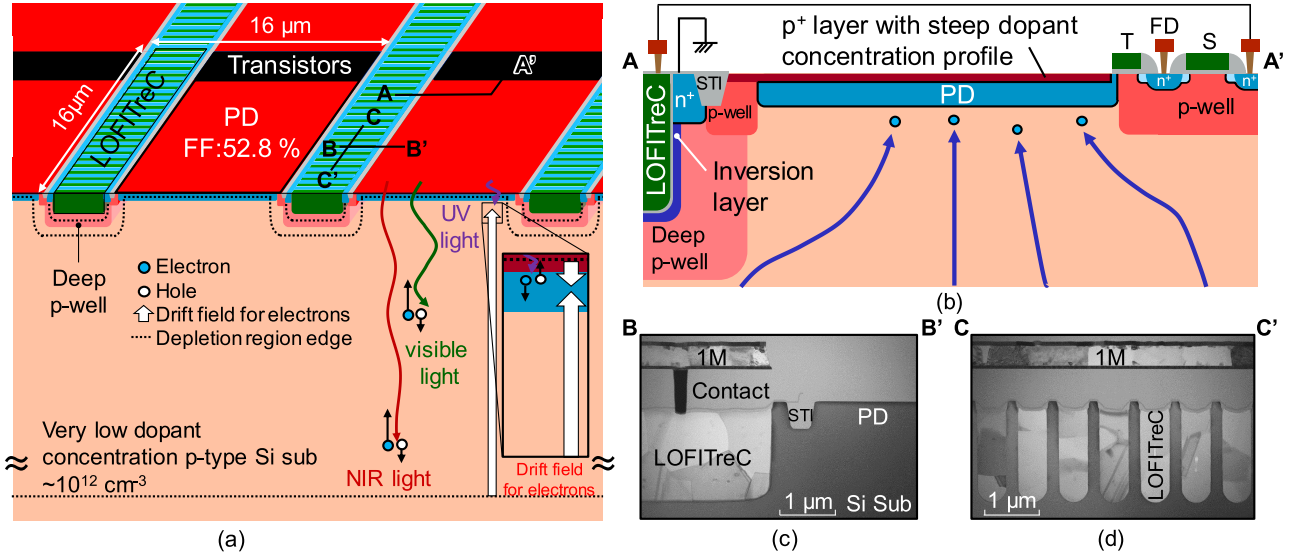 16 μm
16μm
Transistors
A'
LOFITreC
A
PD
C
FF:52.8 %
B
B'
C'
UV
light
Deep
p-well
Electron
Hole
Drift field for electrons
Depletion region edge
visible
light
Very low dopant
concentration p-type Si sub
~10¹² cm⁻³
NIR light
Drift field
for electrons
(a)
p⁺ layer with steep dopant
concentration profile
A
T
FD
S
A'
LOFITreC
n⁺
STI
p-well
PD
n⁺
n⁺
p-well
Inversion
layer
Deep
p-well
(b)
B
B'
1M
Contact
STI
PD
LOFITreC
1 μm
Si Sub
(c)
C
C'
1M
LOFITreC
1 μm
(d)